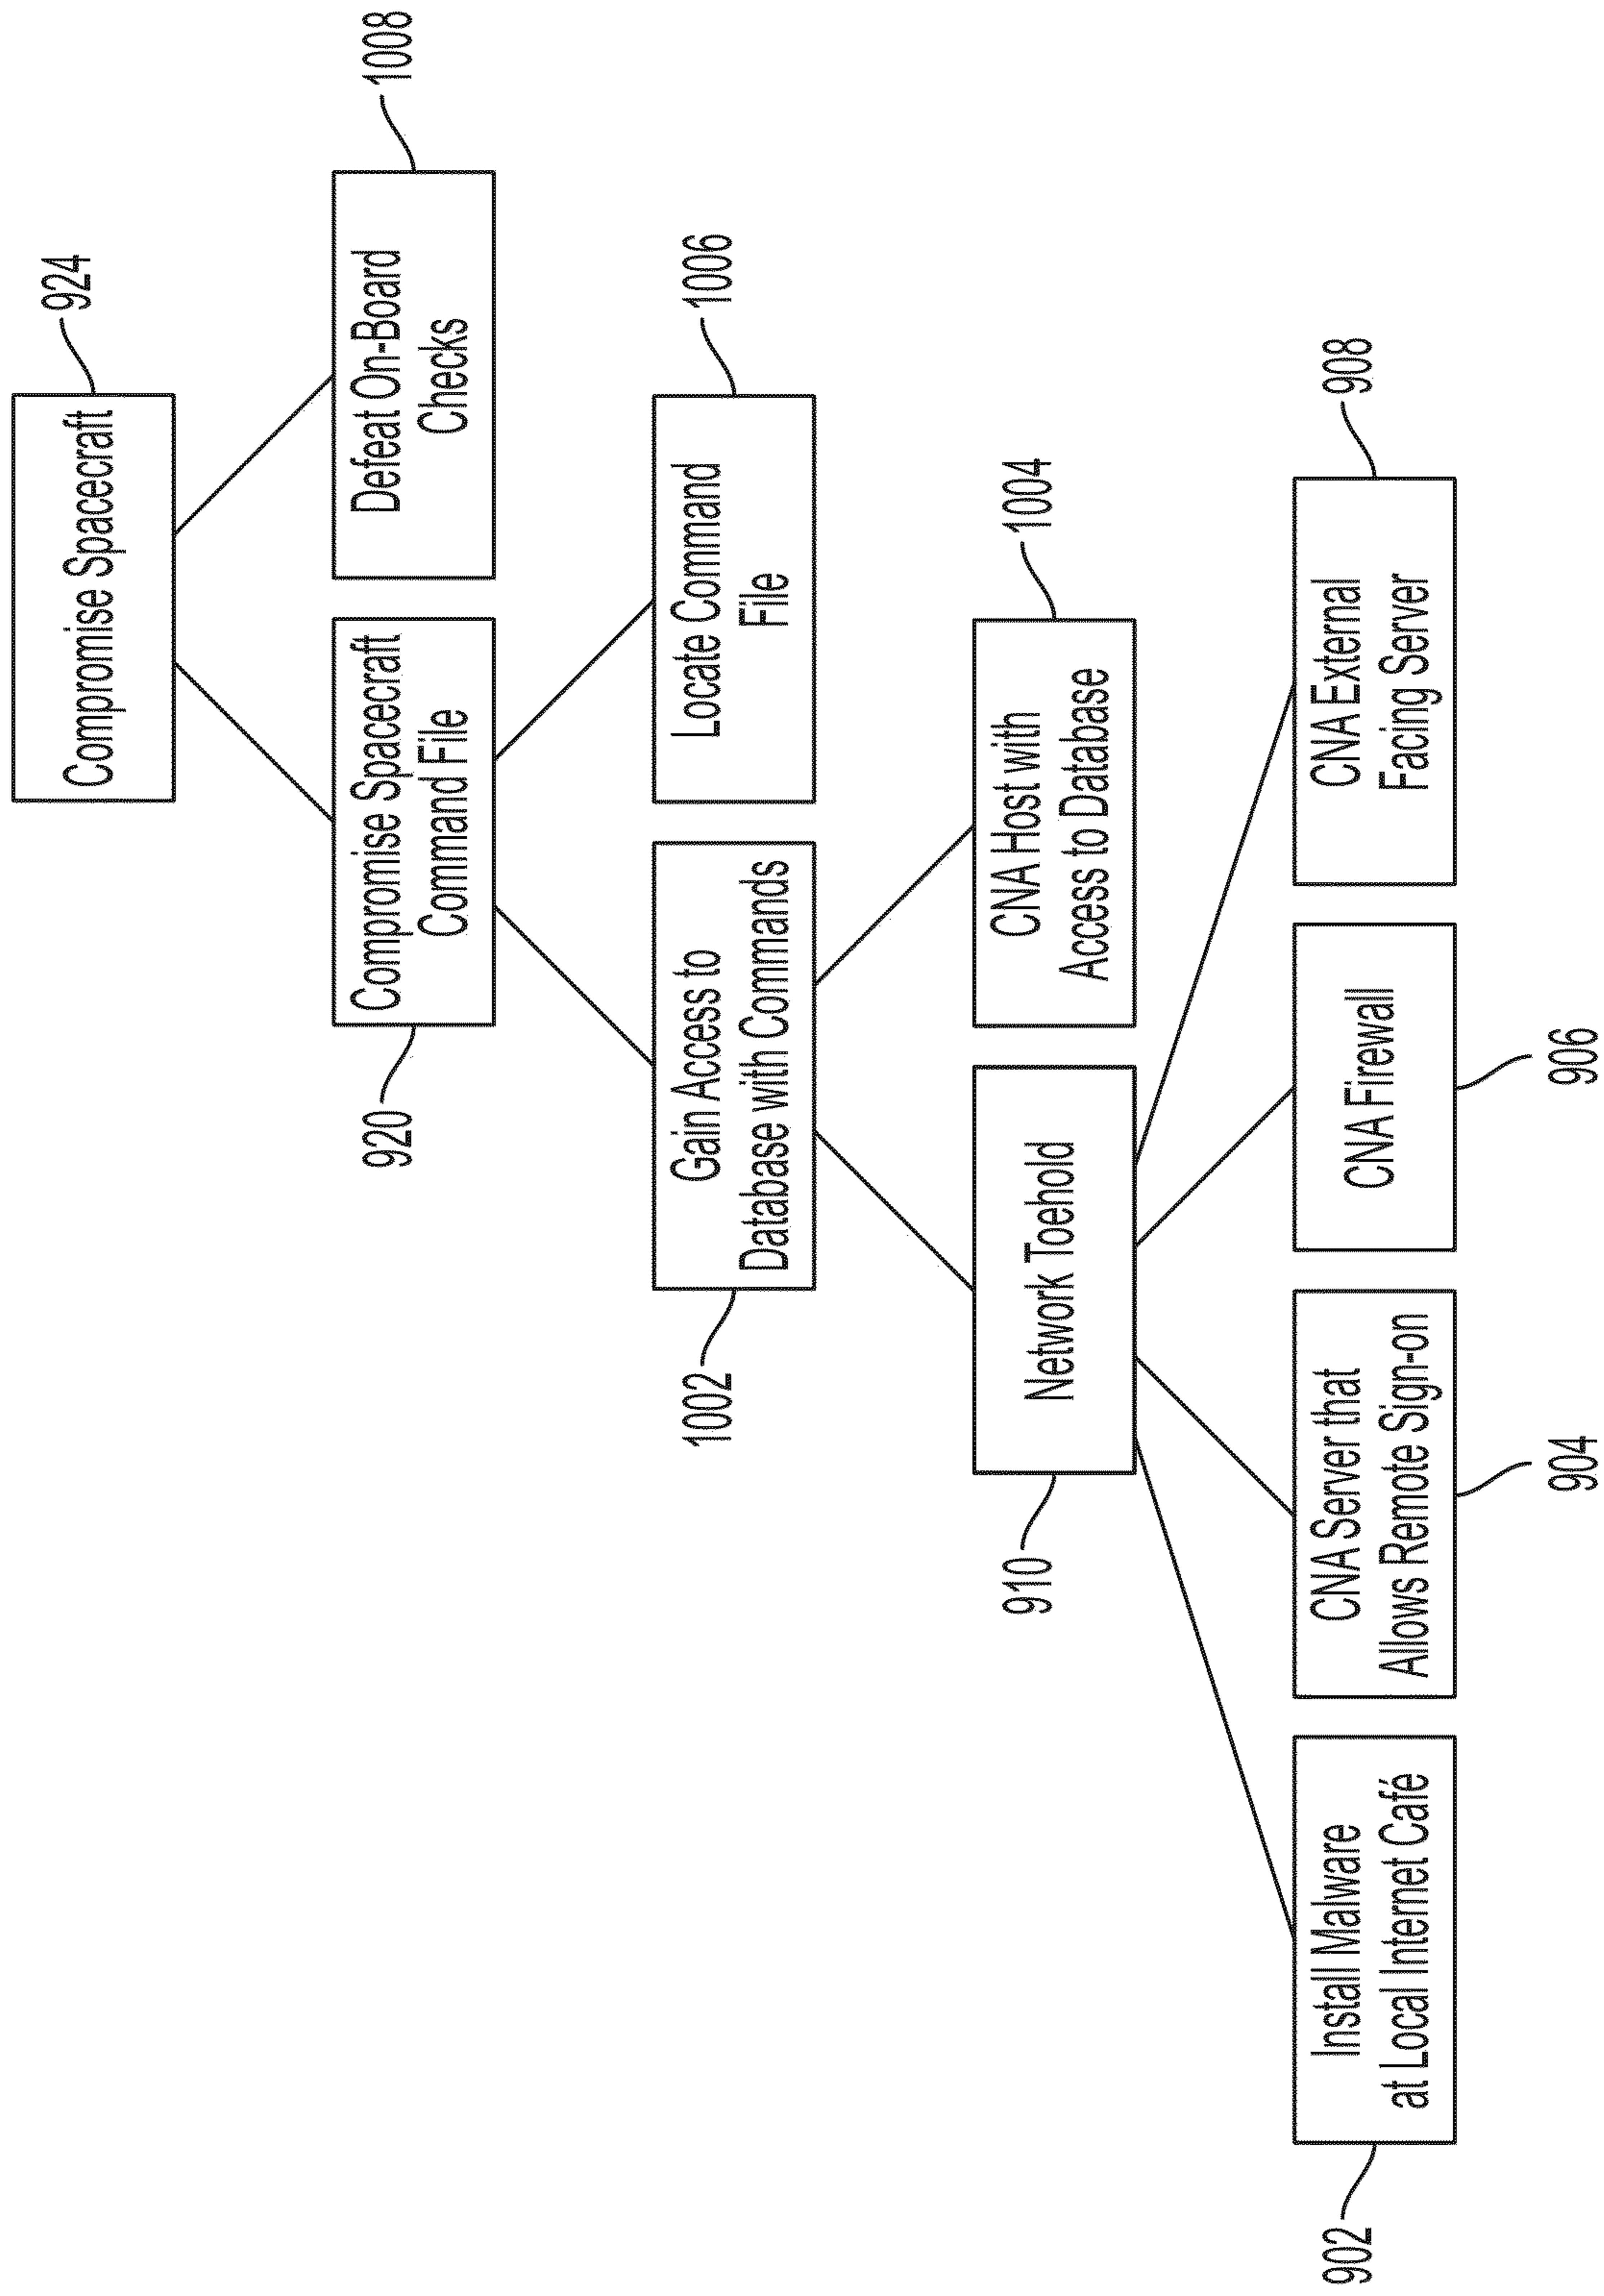 924
Compromise Spacecraft
920
Compromise Spacecraft
Command File
1008
Defeat On-Board
Checks
1002
Gain Access to
Database with Commands
1006
Locate Command
File
910
Network Toehold
1004
CNA Host with
Access to Database
902
Install Malware
at Local Internet Café
CNA Server that
Allows Remote Sign-on
904
CNA Firewall
906
908
CNA External
Facing Server